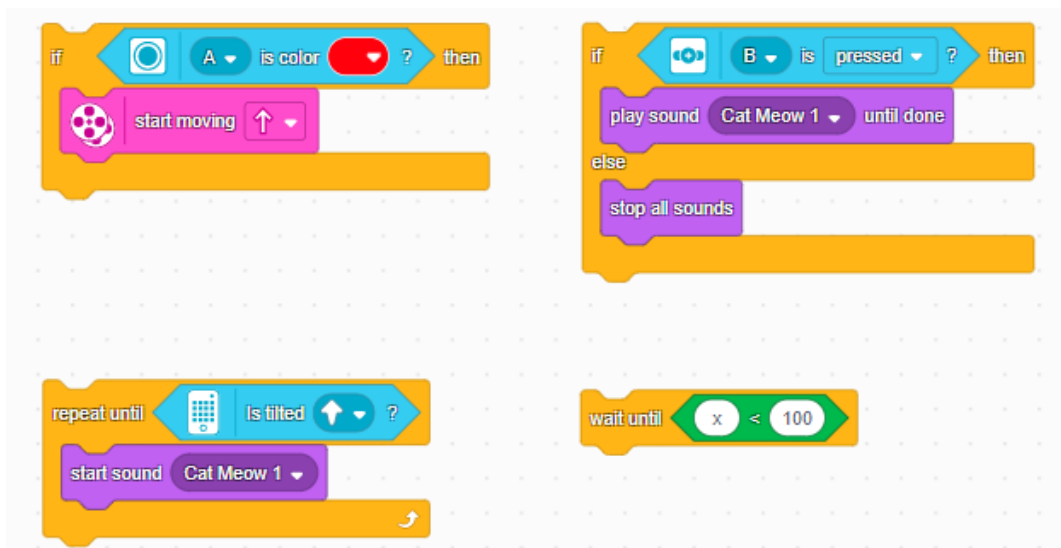 if A is color ? then
start moving
if B is pressed ? then
play sound Cat Meow 1 until done
else
stop all sounds
repeat until Is tilted ?
start sound Cat Meow 1
wait until x < 100